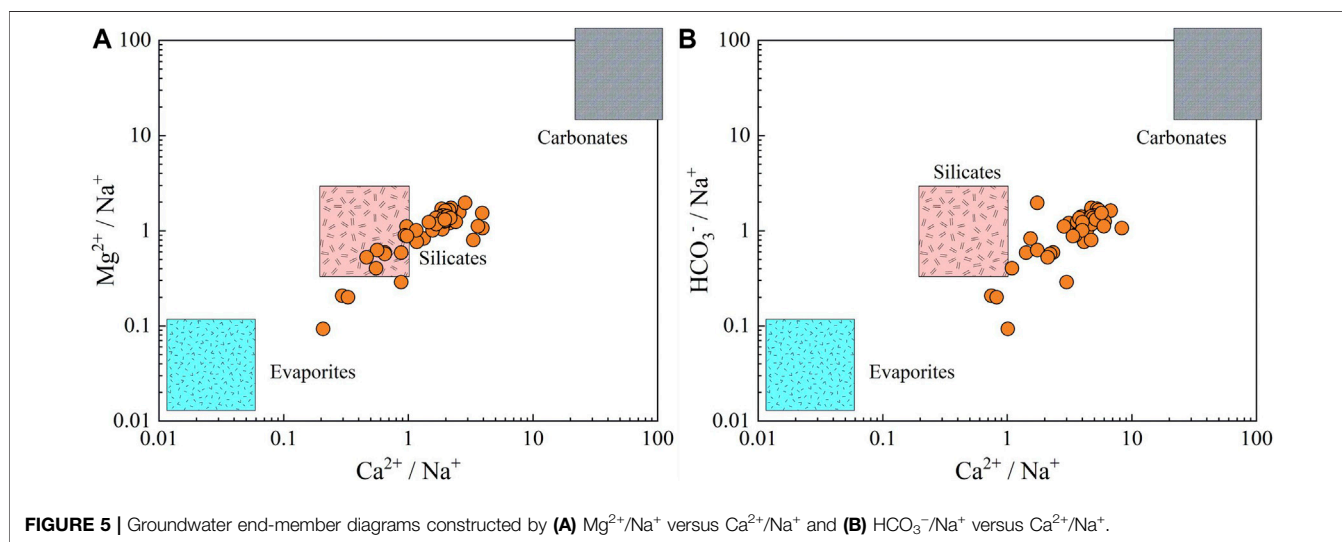 A
100
10
1
0.1
0.01
Mg²⁺ / Na⁺
Carbonates
Silicates
Evaporites
0.01 0.1 1 10 100
Ca²⁺ / Na⁺
B
100
10
1
0.1
0.01
HCO₃⁻ / Na⁺
Carbonates
Silicates
Evaporites
0.01 0.1 1 10 100
Ca²⁺ / Na⁺
FIGURE 5 | Groundwater end-member diagrams constructed by (A) Mg²⁺/Na⁺ versus Ca²⁺/Na⁺ and (B) HCO₃⁻/Na⁺ versus Ca²⁺/Na⁺.